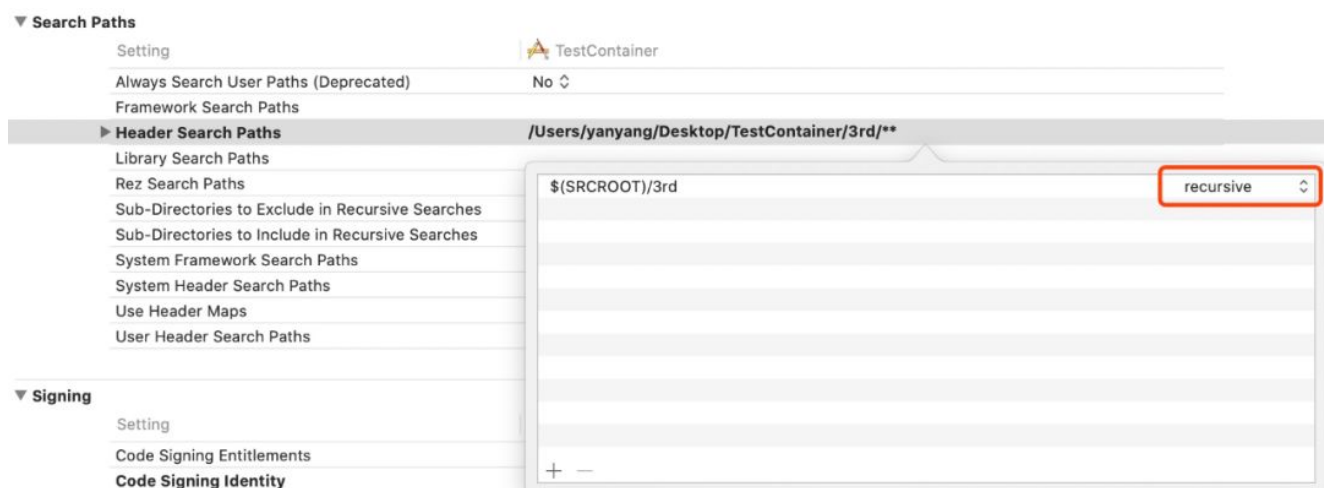 Search Paths
Setting TestContainer
Always Search User Paths (Deprecated) No
Framework Search Paths
Header Search Paths /Users/yanyang/Desktop/TestContainer/3rd/**
Library Search Paths
Rez Search Paths $(SRCROOT)/3rd recursive
Sub-Directories to Exclude in Recursive Searches
Sub-Directories to Include in Recursive Searches
System Framework Search Paths
System Header Search Paths
Use Header Maps
User Header Search Paths
Signing
Setting
Code Signing Entitlements
Code Signing Identity